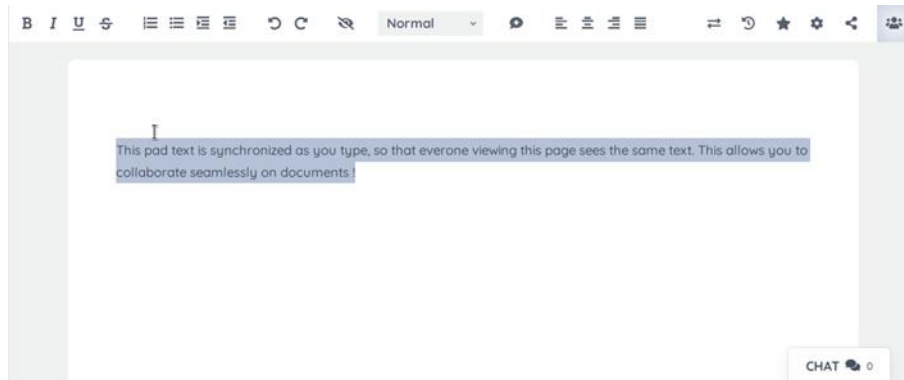 B I U S Normal
This pad text is synchronized as you type, so that everone viewing this page sees the same text. This allows you to
collaborate seamlessly on documents !
CHAT 0